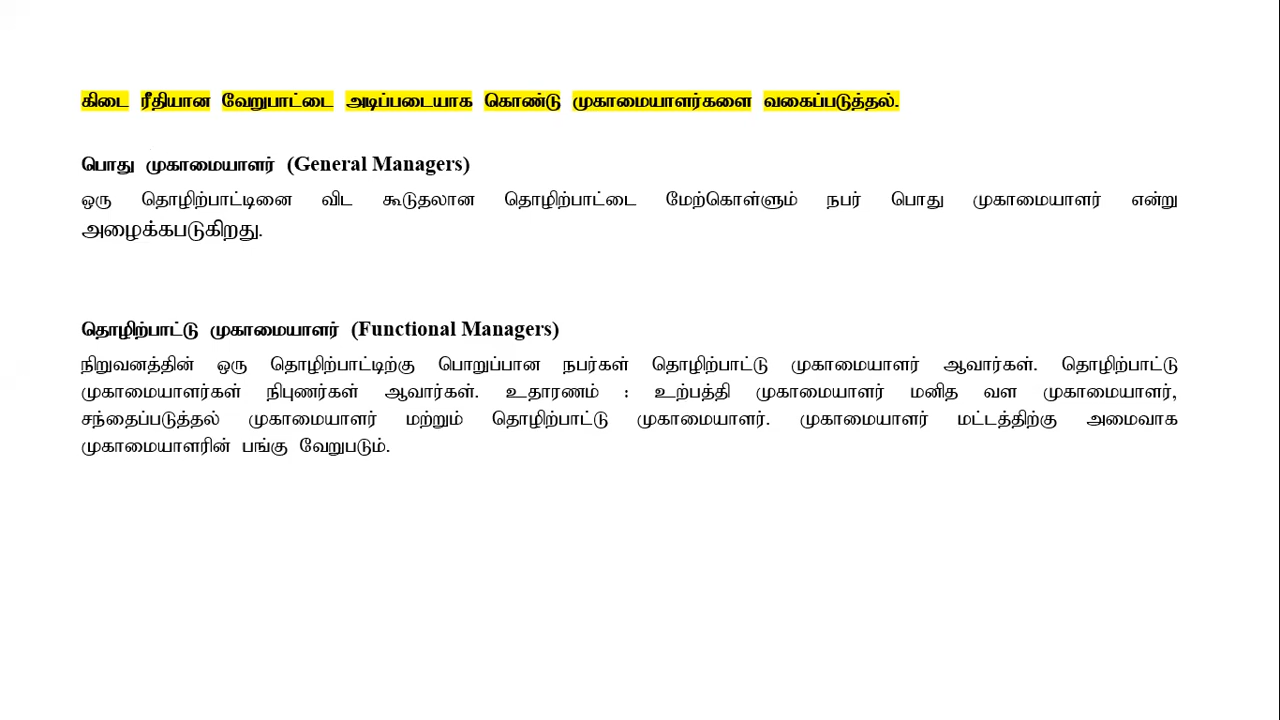 கிடை ரீதியான வேறுபாட்டை அடிப்படையாக கொண்டு முகாமையாளர்களை வகைப்படுத்தல்.
பொது முகாமையாளர் (General Managers)
ஒரு தொழிற்பாட்டினை விட கூடுதலான தொழிற்பாட்டை மேற்கொள்ளும் நபர் பொது முகாமையாளர் என்று
அழைக்கபடுகிறது.
தொழிற்பாட்டு முகாமையாளர் (Functional Managers)
நிறுவனத்தின் ஒரு தொழிற்பாட்டிற்கு பொறுப்பான நபர்கள் தொழிற்பாட்டு முகாமையாளர் ஆவார்கள். தொழிற்பாட்டு
முகாமையாளர்கள் நிபுணர்கள் ஆவார்கள். உதாரணம் : உற்பத்தி முகாமையாளர் மனித வள முகாமையாளர்,
சந்தைப்படுத்தல் முகாமையாளர் மற்றும் தொழிற்பாட்டு முகாமையாளர். முகாமையாளர் மட்டத்திற்கு அமைவாக
முகாமையாளரின் பங்கு வேறுபடும்.